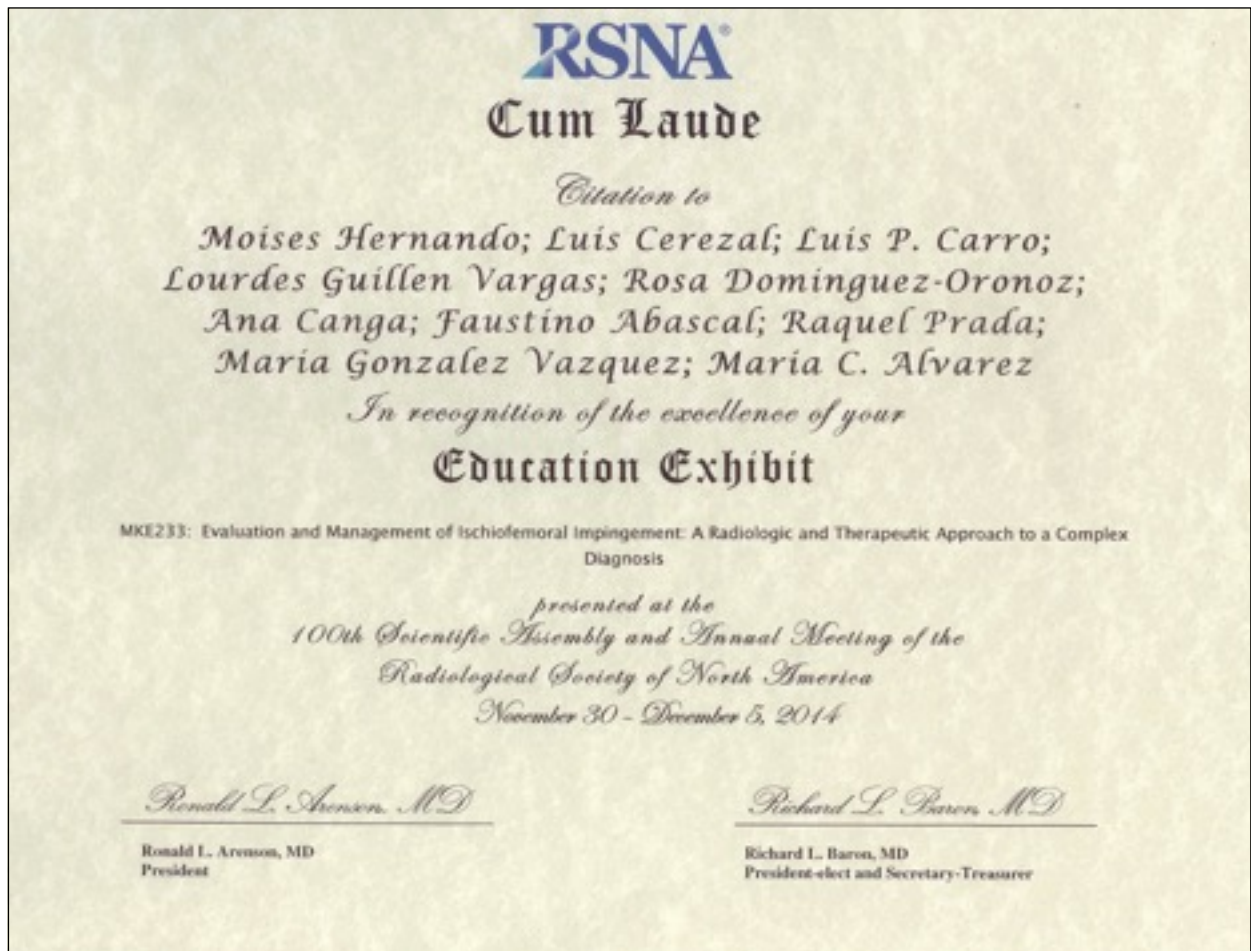 RSNA®
Cum Laude
Citation to
Moises Hernando; Luis Cerezal; Luis P. Carro;
Lourdes Guillen Vargas; Rosa Dominguez-Oronoz;
Ana Canga; Faustino Abascal; Raquel Prada;
Maria Gonzalez Vazquez; Maria C. Alvarez
In recognition of the excellence of your
Education Exhibit
MKE233: Evaluation and Management of Ischiofemoral Impingement: A Radiologic and Therapeutic Approach to a Complex
Diagnosis
presented at the
100th Scientific Assembly and Annual Meeting of the
Radiological Society of North America
November 30 - December 5, 2014
Ronald L. Arenson, MD
Ronald L. Arenson, MD
President
Richard L. Baron, MD
Richard L. Baron, MD
President-elect and Secretary-Treasurer